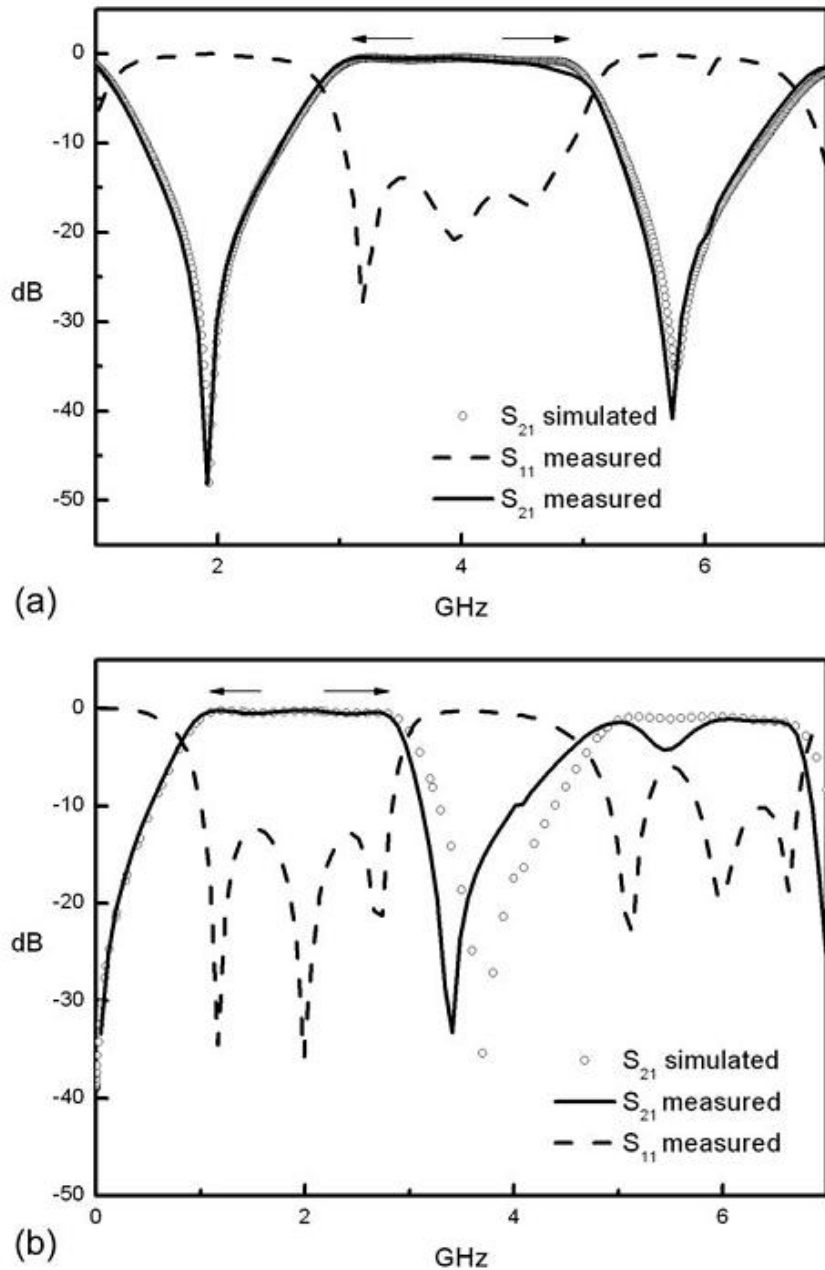 0
-10
-20
dB
-30
-40
-50
S21 simulated
S11 measured
S21 measured
2 4 6
(a)
GHz
0
-10
-20
dB
-30
-40
-50
S21 simulated
S21 measured
S11 measured
0 2 4 6
(b)
GHz